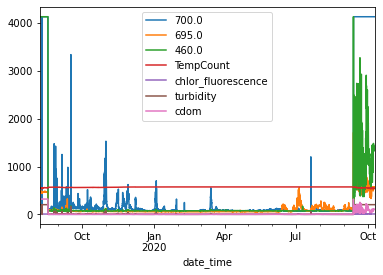 4000
3000
2000
1000
0
700.0
695.0
460.0
TempCount
chlor_fluorescence
turbidity
cdom
Oct Jan Apr Jul Oct
2020
date_time